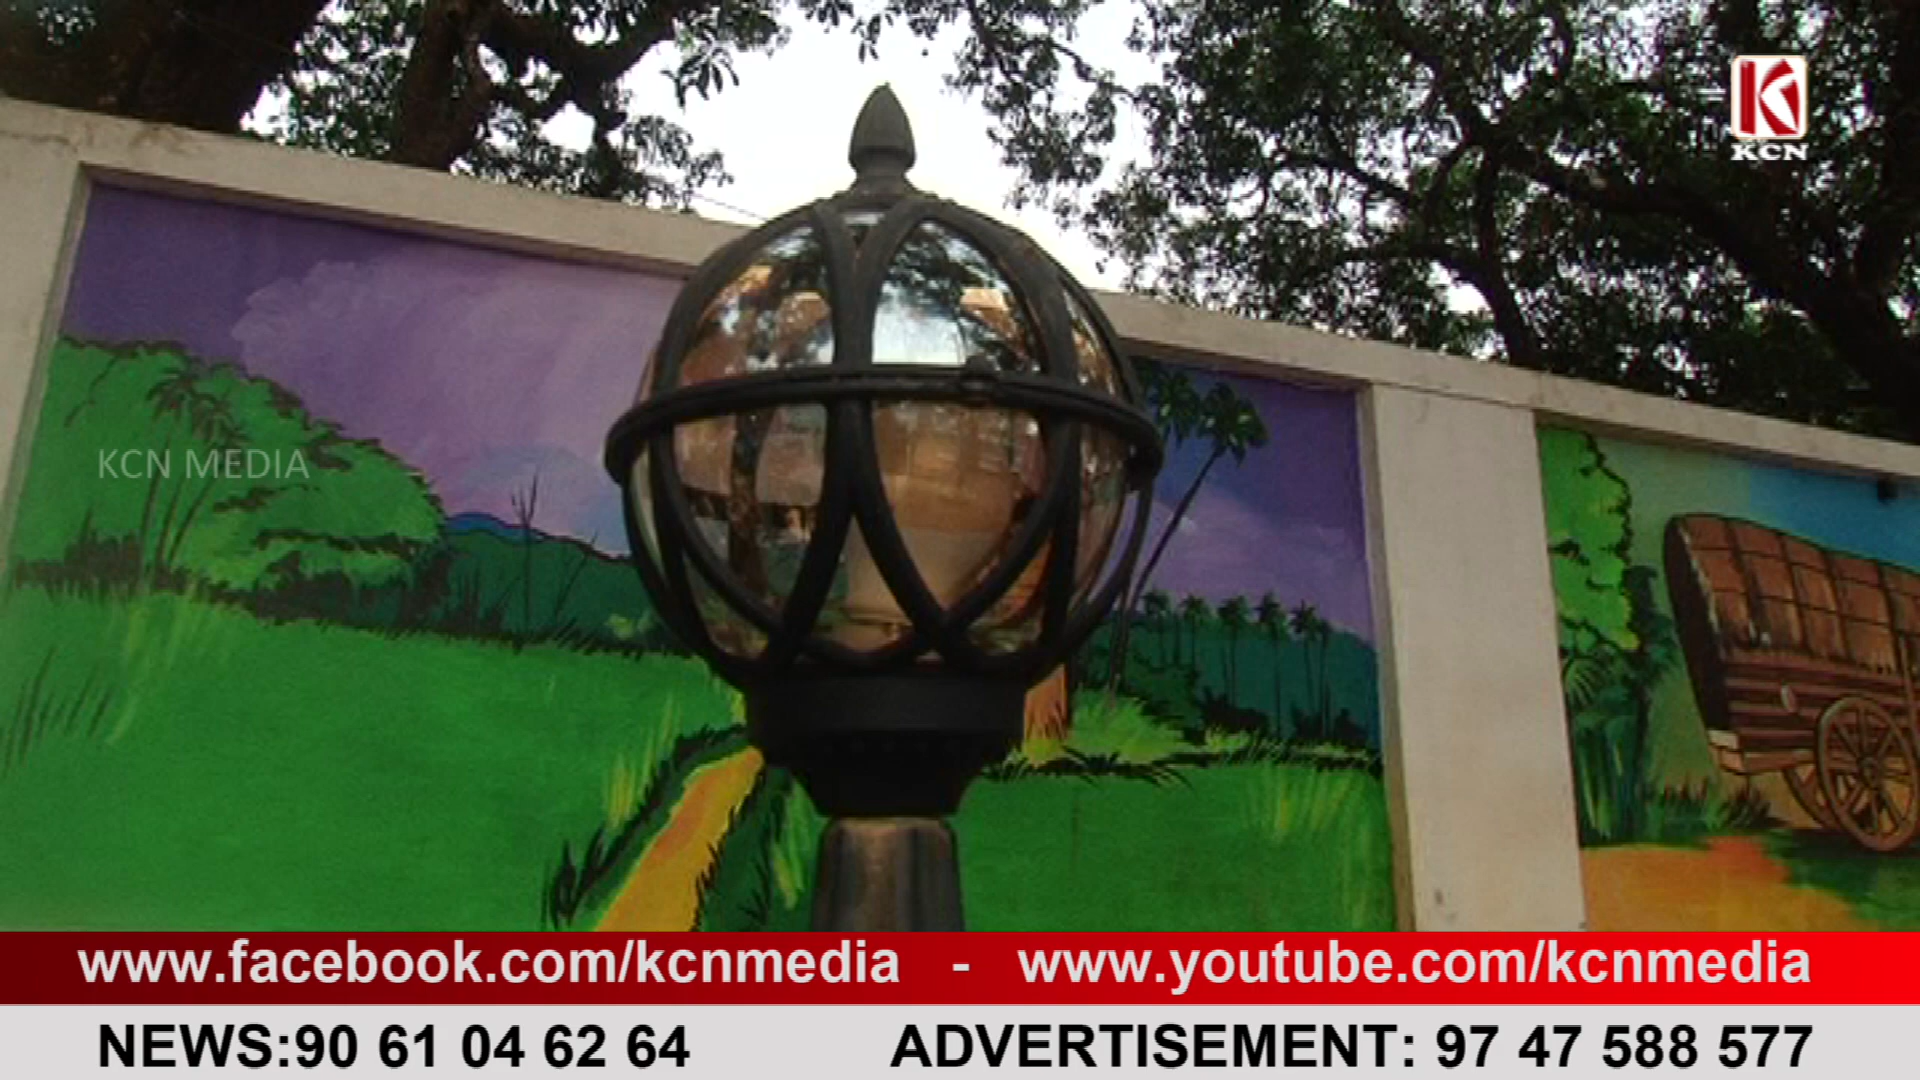 K
KCN
KCN MEDIA
www.facebook.com/kcnmedia - www.youtube.com/kcnmedia
NEWS:90 61 04 62 64 ADVERTISEMENT: 97 47 588 577